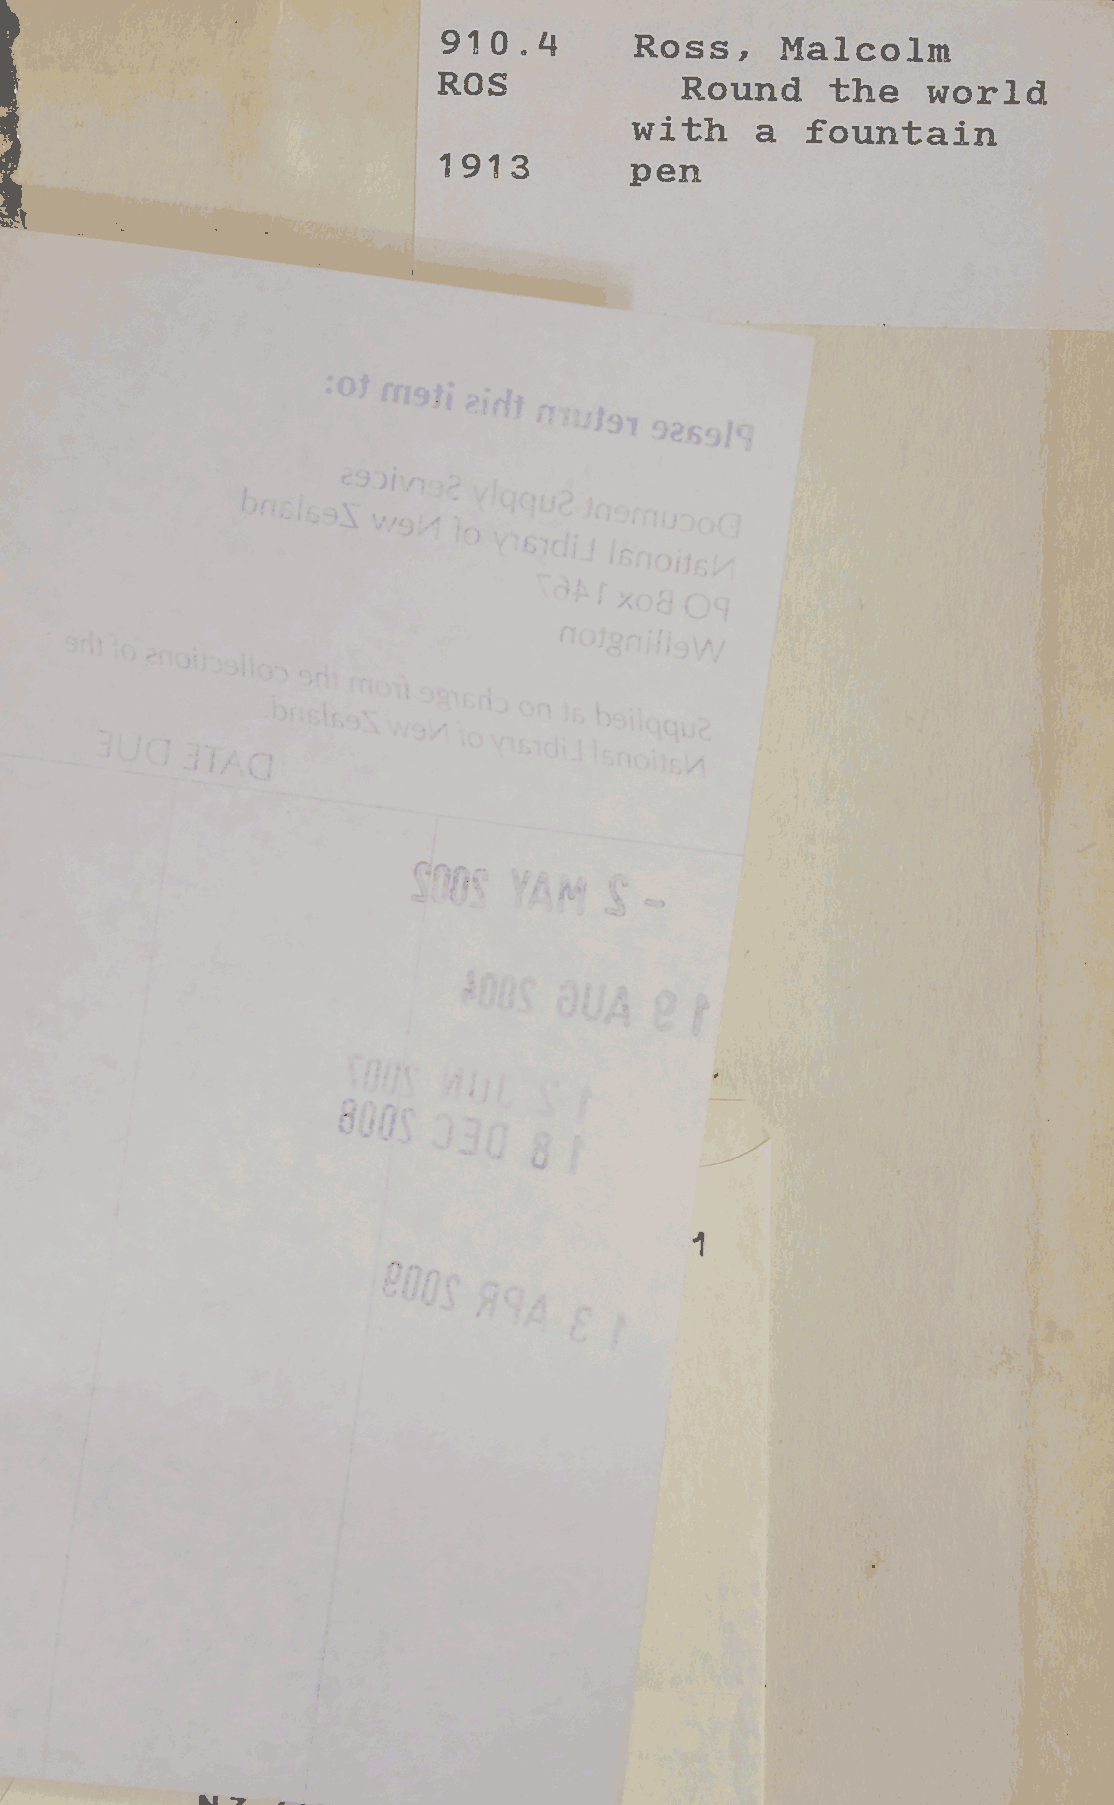 910.4 Ross, Malcolm
ROS Round the world
with a fountain
1913 pen
Please return this item to:
Document Supply Services
National Library of New Zealand
PO Box 1467
Wellington
Supplied at no charge from the collections of the
National Library of New Zealand.
DATE DUE
- 2 MAY 2002
19 AUG 2004
12 JUN 2007
18 DEC 2008
1
13 APR 2009